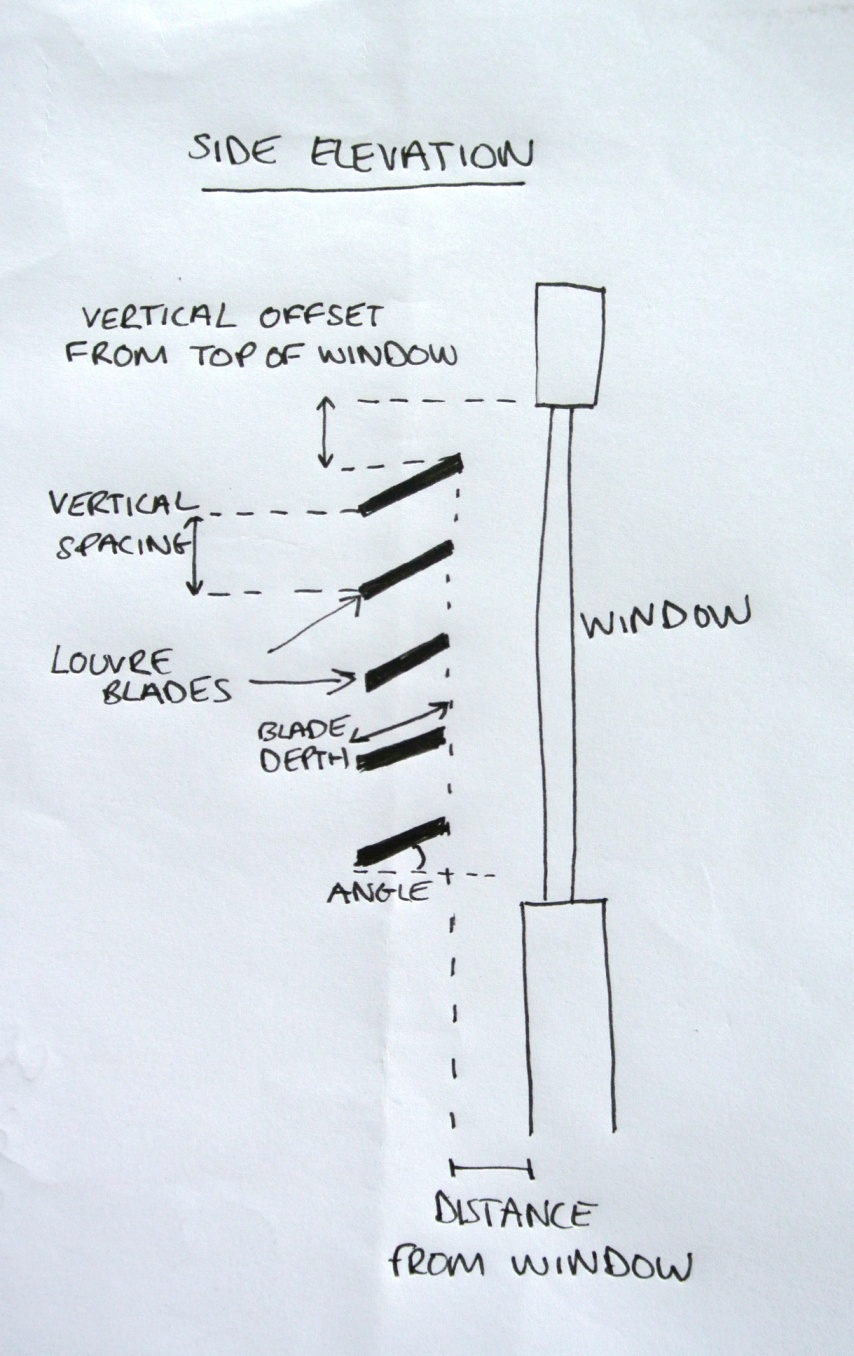 SIDE ELEVATION
VERTICAL OFFSET
FROM TOP OF WINDOW
VERTICAL
SPACING
WINDOW
LOUVRE
BLADES
BLADE
DEPTH
ANGLE
DISTANCE
FROM WINDOW